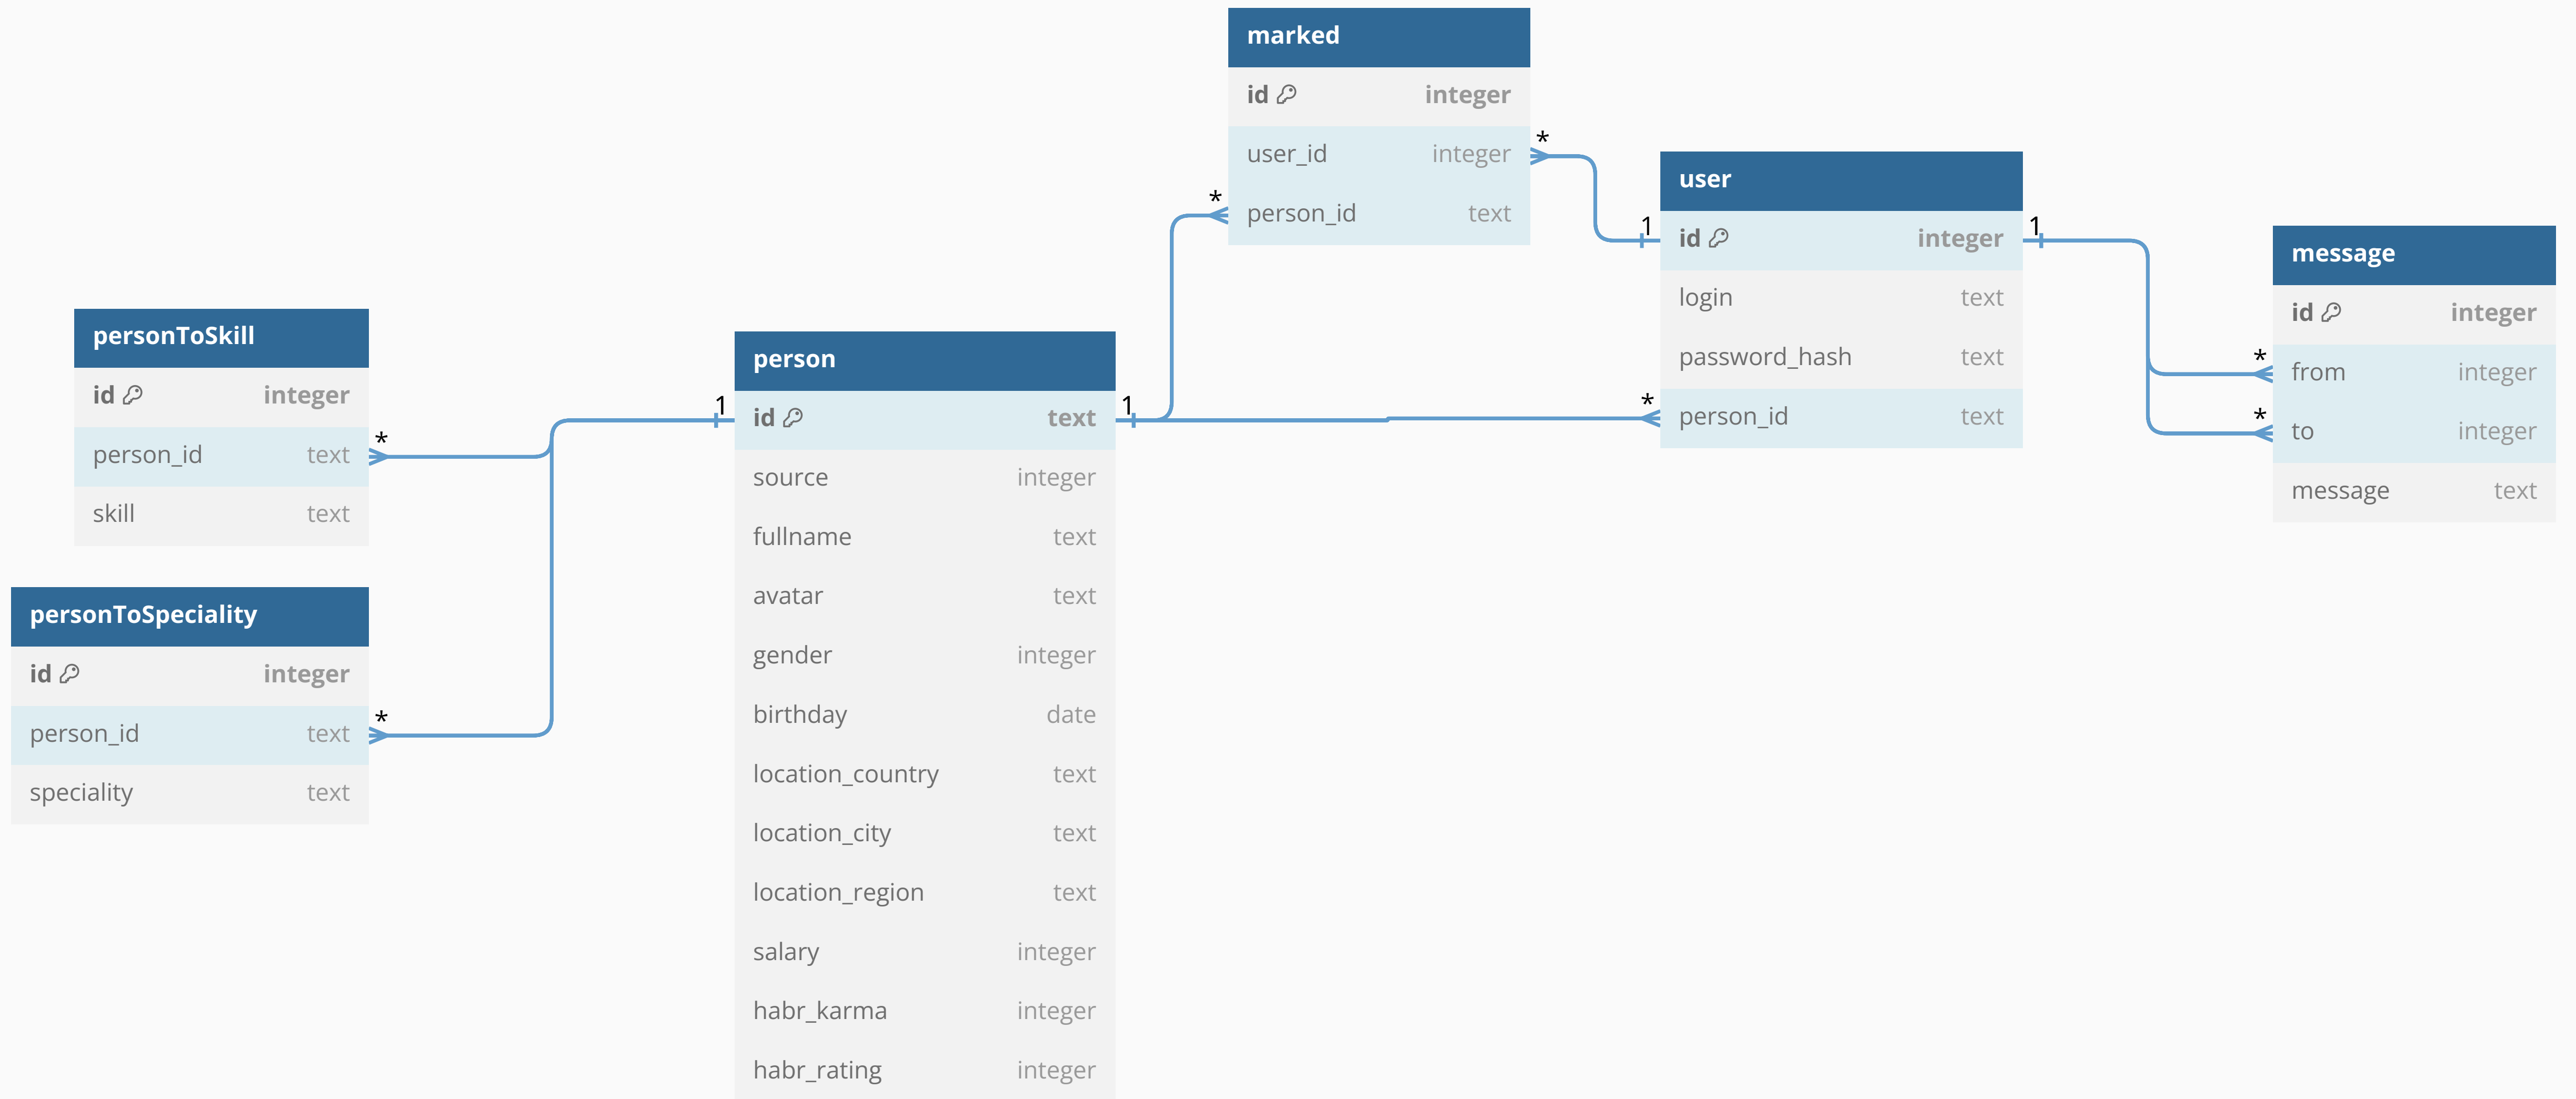 marked
id integer
user_id integer
person_id text
*
*
1
user
id integer
login text
password_hash text
person_id text
*
1
message
id integer
from integer
to integer
message text
*
*
personToSkill
id integer
person_id text
skill text
*
personToSpeciality
id integer
person_id text
speciality text
*
1
person
id text
source integer
fullname text
avatar text
gender integer
birthday date
location_country text
location_city text
location_region text
salary integer
habr_karma integer
habr_rating integer
1